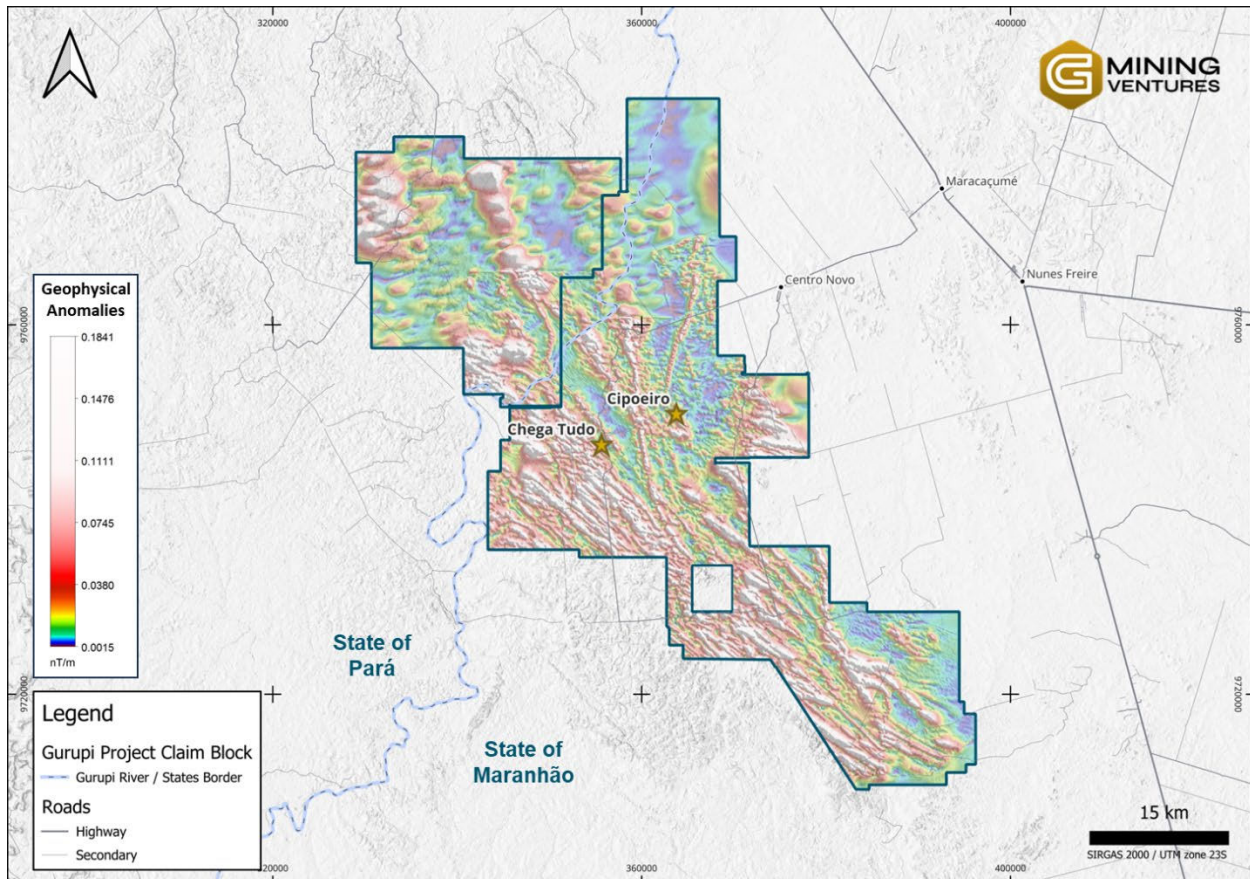 320000
360000
400000
G MINING
VENTURES
Maracaçumé
Nunes Freire
Centro Novo
9760000
9760000
Geophysical
Anomalies
0.1841
0.1476
0.1111
0.0745
0.0380
0.0015
nT/m
Cipoeiro
Chega Tudo
State of
Pará
State of
Maranhão
9720000
9720000
Legend
Gurupi Project Claim Block
Gurupi River / States Border
Roads
Highway
Secondary
15 km
SIRGAS 2000 / UTM zone 23S
320000
360000
400000